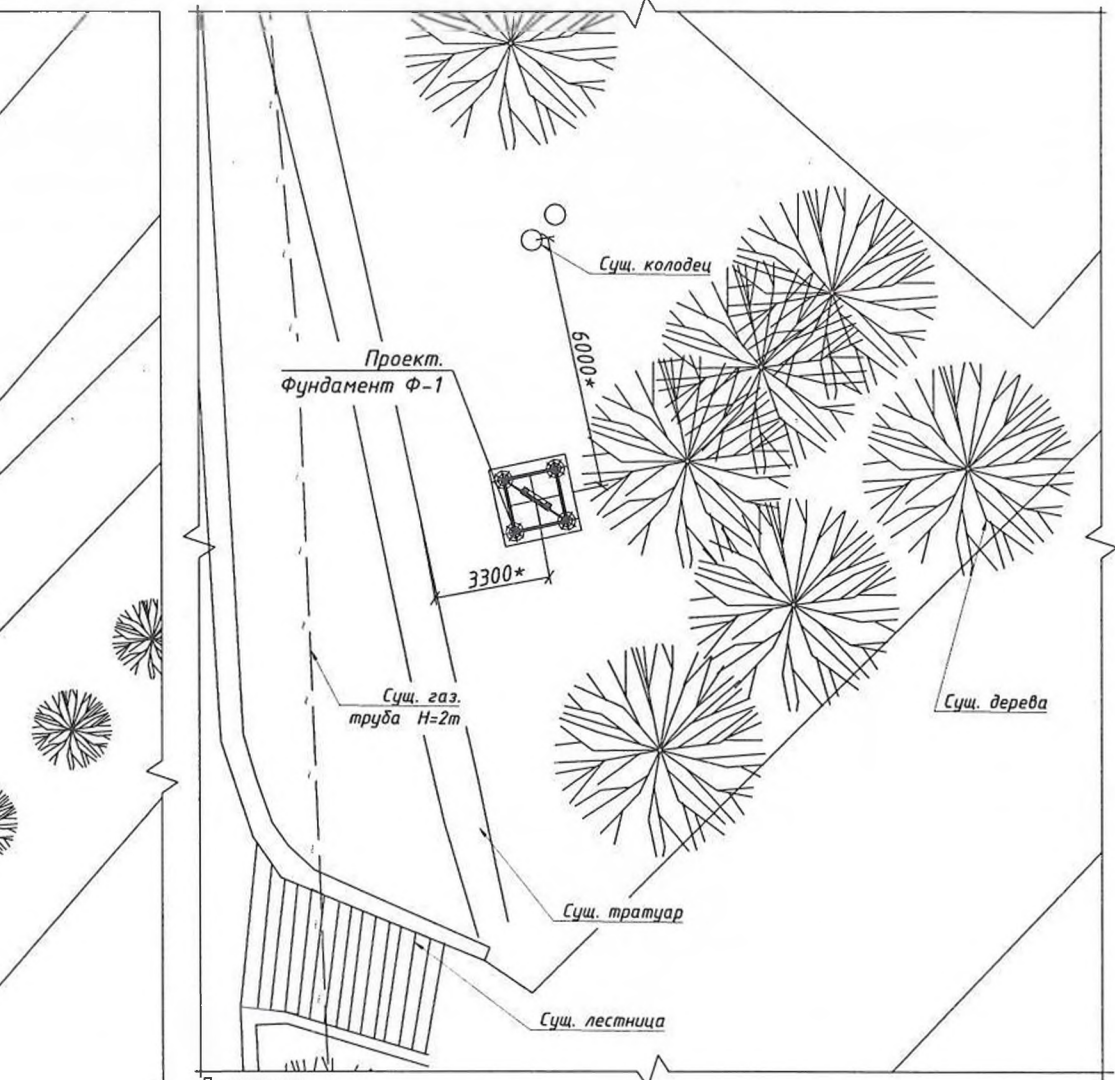 Сущ. колодец
6000*
Проект.
Фундамент Ф-1
3300*
Сущ. газ.
труба Н=2m
Сущ. дерева
Сущ. тратуар
Сущ. лестница